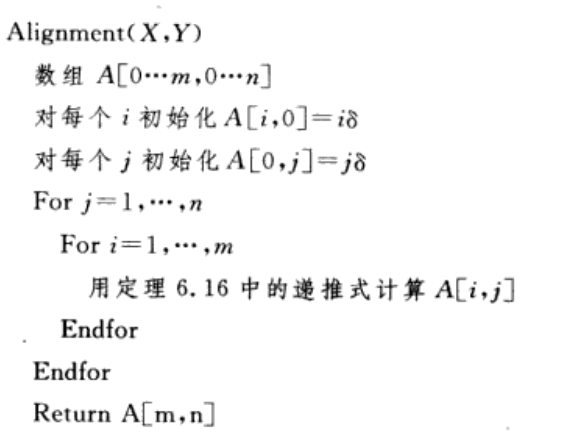 Alignment(X,Y)
数组 A[0…m,0…n]
对每个 i 初始化 A[i,0]=iδ
对每个 j 初始化 A[0,j]=jδ
For j=1,…,n
For i=1,…,m
用定理 6.16 中的递推式计算 A[i,j]
Endfor
Endfor
Return A[m,n]